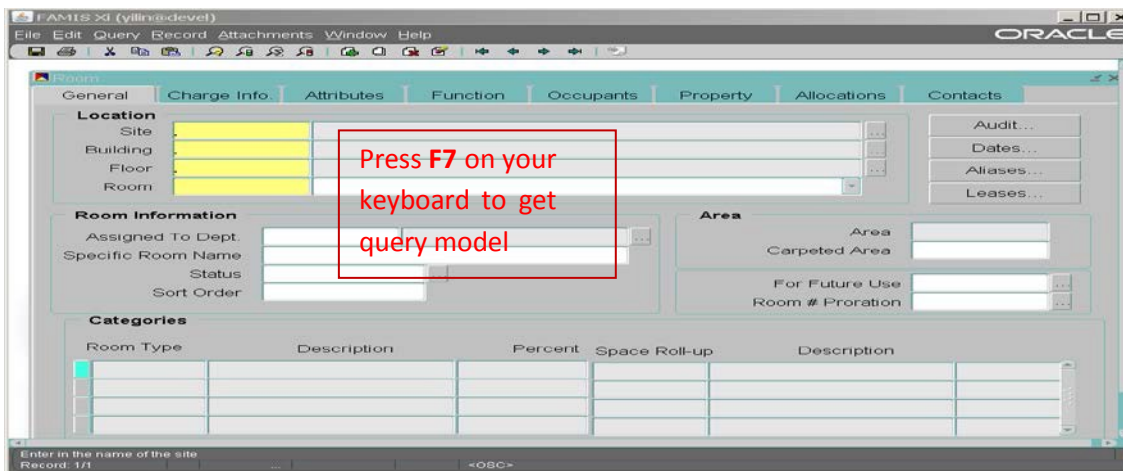 FAMIS Xi (yilin@devel)
File Edit Query Record Attachments Window Help
ORACLE
Room
General Charge Info. Attributes Function Occupants Property Allocations Contacts
Location
Site
Building
Floor
Room
Audit...
Dates...
Aliases...
Leases...
Press F7 on your
keyboard to get
query model
Room Information
Assigned To Dept.
Specific Room Name
Status
Sort Order
Area
Area
Carpeted Area
For Future Use
Room # Proration
Categories
Room Type Description Percent Space Roll-up Description
Enter in the name of the site
Record: 1/1 ... <OSC>